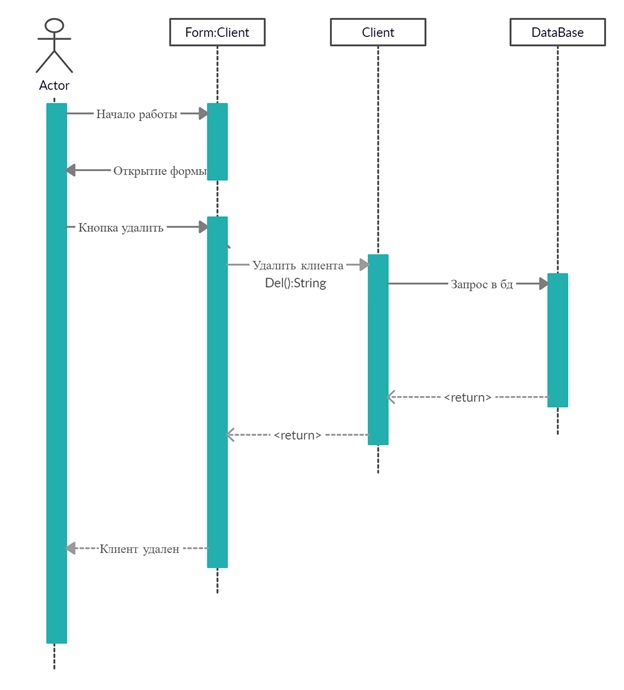 Form:Client
Client
DataBase
Actor
Начало работы
Открытие формы
Кнопка удалить
Удалить клиента
Del():String
Запрос в бд
<return>
<return>
Клиент удален